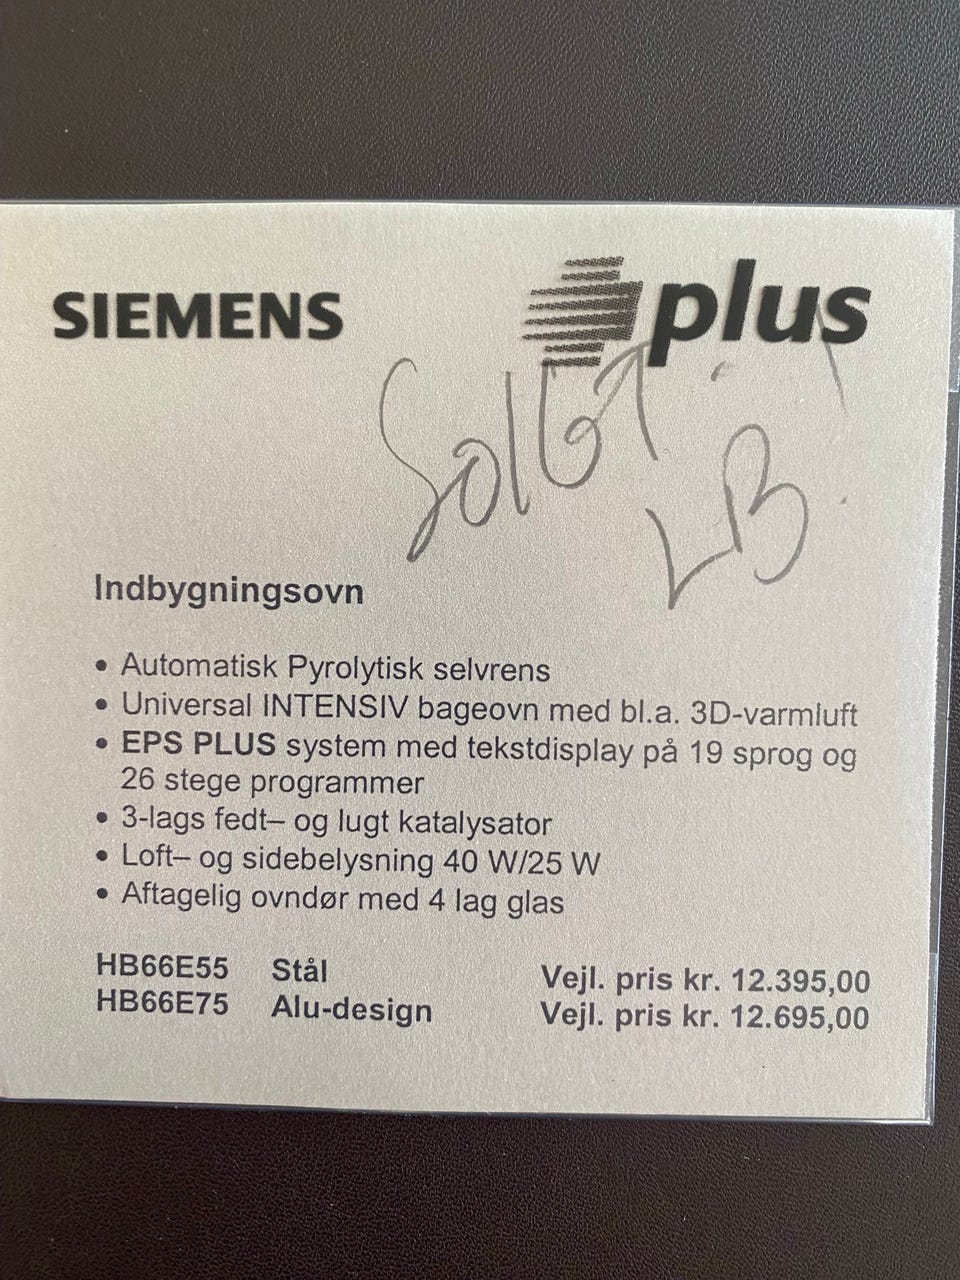 SIEMENS plus
SOLGT.
LB.
Indbygningsovn
• Automatisk Pyrolytisk selvrens
• Universal INTENSIV bageovn med bl.a. 3D-varmluft
• EPS PLUS system med tekstdisplay på 19 sprog og
26 stege programmer
• 3-lags fedt– og lugt katalysator
• Loft– og sidebelysning 40 W/25 W
• Aftagelig ovndør med 4 lag glas
HB66E55 Stål Vejl. pris kr. 12.395,00
HB66E75 Alu-design Vejl. pris kr. 12.695,00